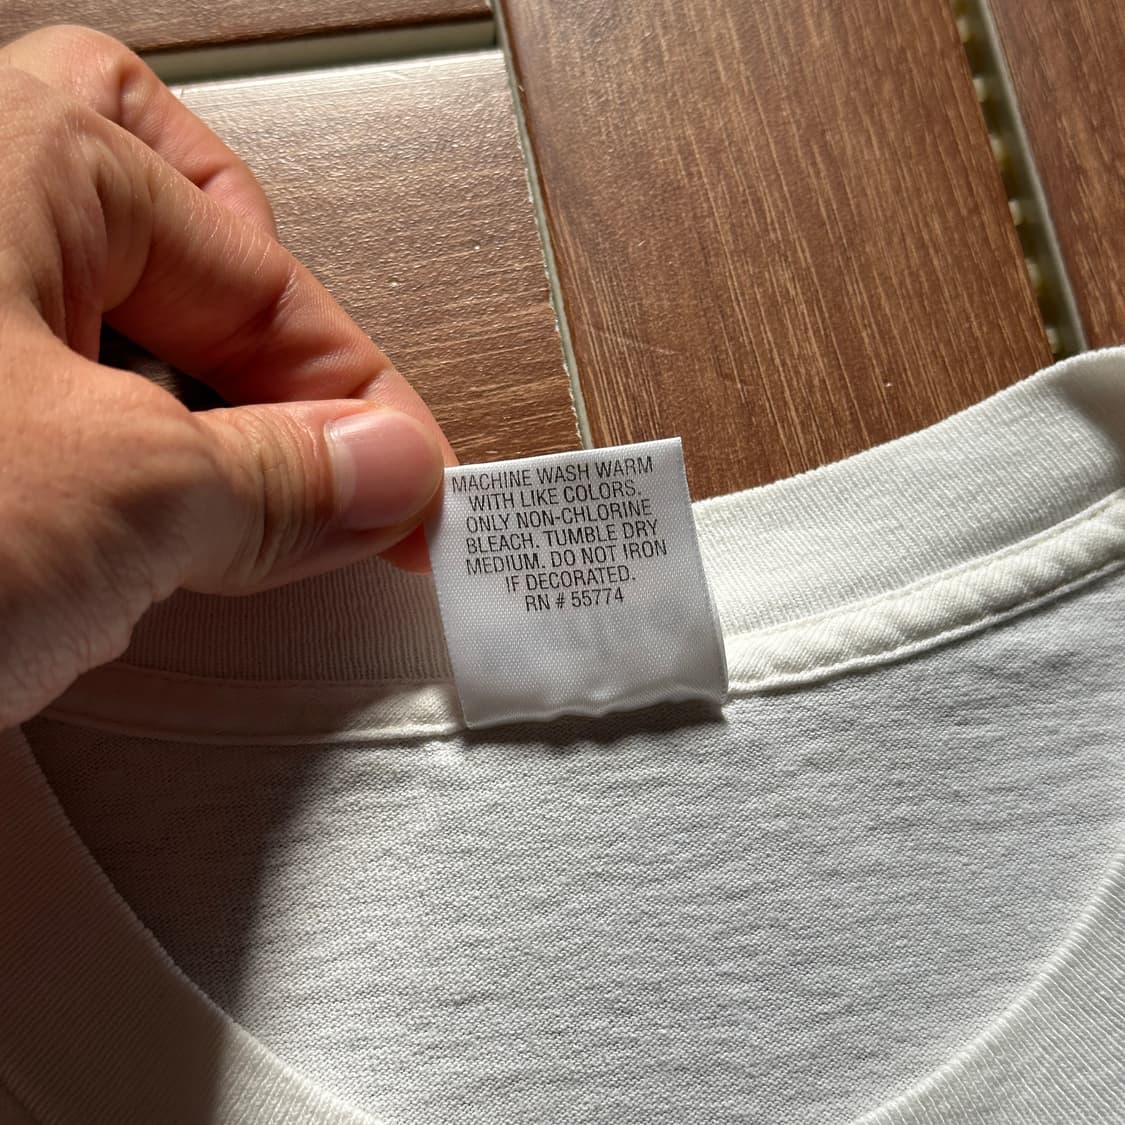 MACHINE WASH WARM
WITH LIKE COLORS.
ONLY NON-CHLORINE
BLEACH. TUMBLE DRY
MEDIUM. DO NOT IRON
IF DECORATED.
RN # 55774